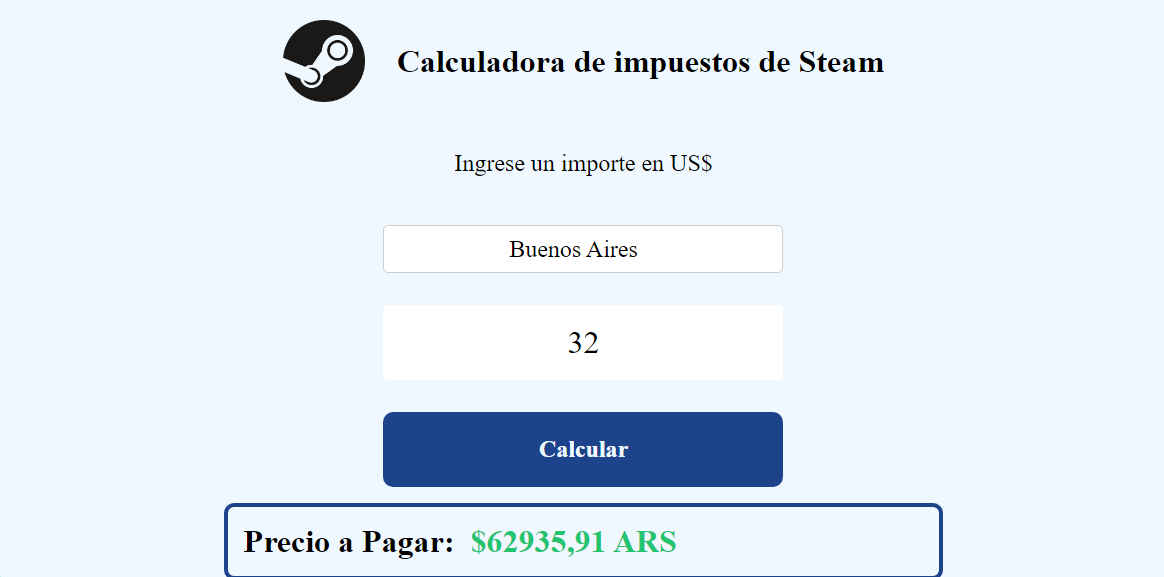 Calculadora de impuestos de Steam
Ingrese un importe en US$
Buenos Aires
32
Calcular
Precio a Pagar: $62935,91 ARS